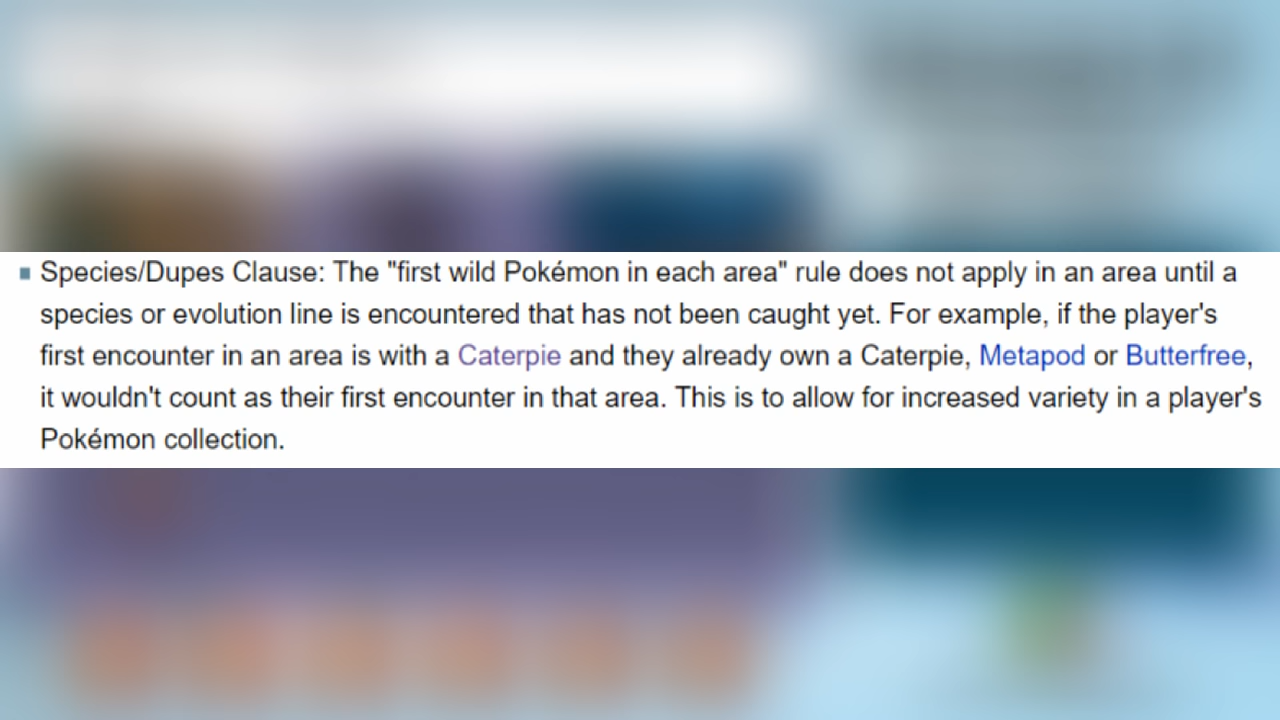 Species/Dupes Clause: The "first wild Pokémon in each area" rule does not apply in an area until a
species or evolution line is encountered that has not been caught yet. For example, if the player's
first encounter in an area is with a Caterpie and they already own a Caterpie, Metapod or Butterfree,
it wouldn't count as their first encounter in that area. This is to allow for increased variety in a player's
Pokémon collection.